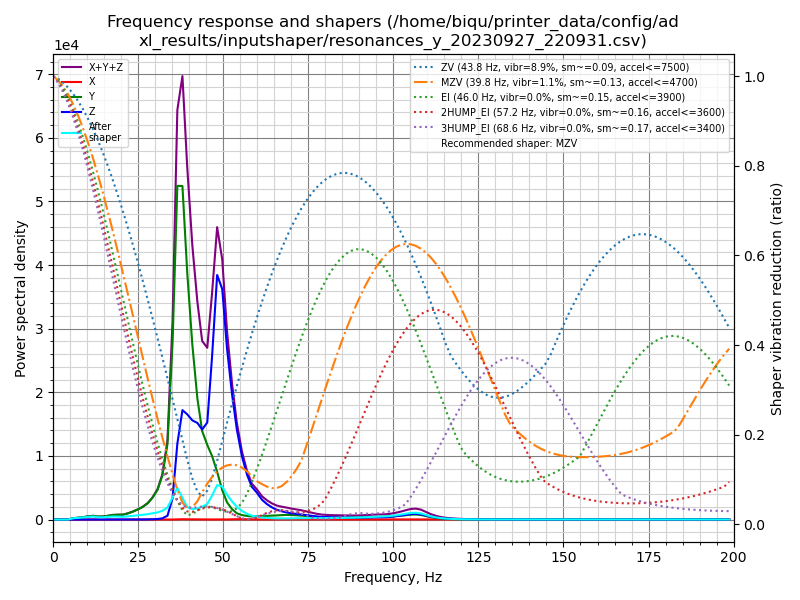 Frequency response and shapers (/home/biqu/printer_data/config/ad
xl_results/inputshaper/resonances_y_20230927_220931.csv)
1e4
X+Y+Z
X
Y
Z
After
shaper
ZV (43.8 Hz, vibr=8.9%, sm~=0.09, accel<=7500)
MZV (39.8 Hz, vibr=1.1%, sm~=0.13, accel<=4700)
EI (46.0 Hz, vibr=0.0%, sm~=0.15, accel<=3900)
2HUMP_EI (57.2 Hz, vibr=0.0%, sm~=0.16, accel<=3600)
3HUMP_EI (68.6 Hz, vibr=0.0%, sm~=0.17, accel<=3400)
Recommended shaper: MZV
Power spectral density
7
6
5
4
3
2
1
0
1.0
0.8
0.6
0.4
0.2
0.0
Shaper vibration reduction (ratio)
0 25 50 75 100 125 150 175 200
Frequency, Hz